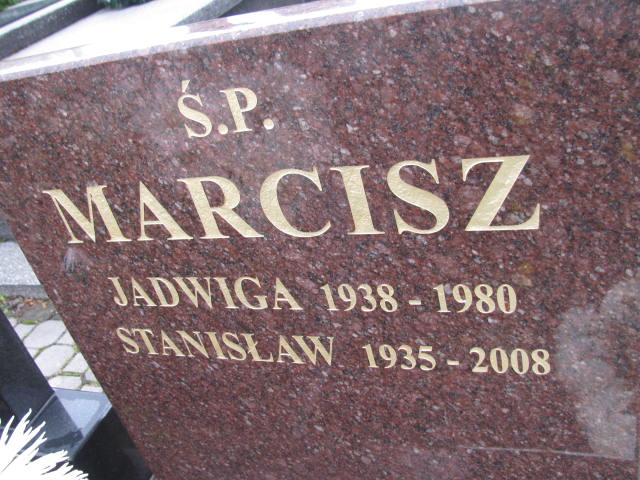 Ś.P.
MARCISZ
JADWIGA 1938 - 1980
STANISŁAW 1935 - 2008